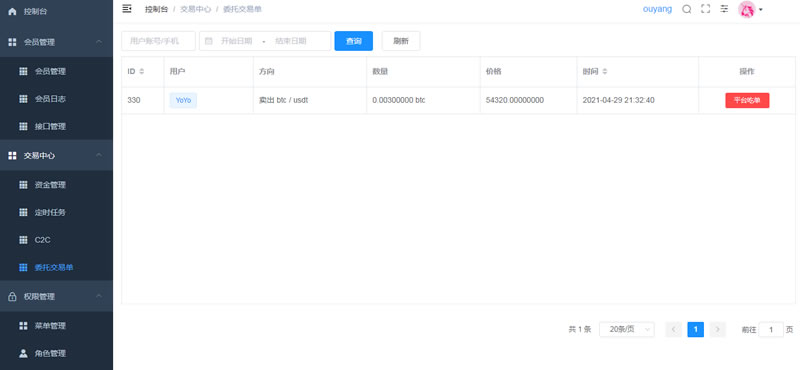 控制台
会员管理
会员管理
会员日志
接口管理
交易中心
资金管理
定时任务
C2C
委托交易单
权限管理
菜单管理
角色管理
控制台 / 交易中心 / 委托交易单
ouyang
用户账号/手机 开始日期 - 结束日期 查询 刷新
ID 用户 方向 数量 价格 时间 操作
330 YoYo 卖出 btc / usdt 0.00300000 btc 54320.00000000 2021-04-29 21:32:40 平台吃单
共 1 条 20条/页 1 前往 1 页